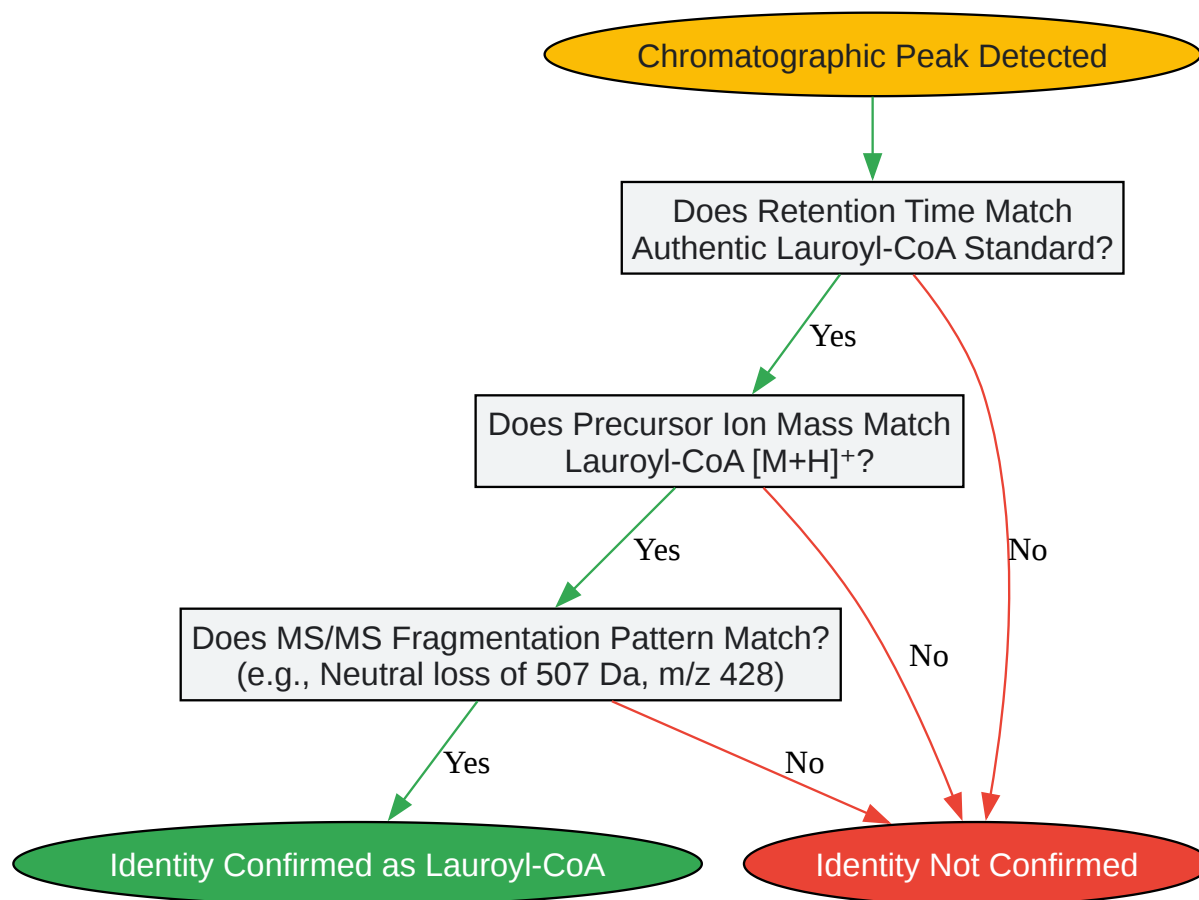 Chromatographic Peak Detected
Does Retention Time Match
Authentic Lauroyl-CoA Standard?
Yes
Does Precursor Ion Mass Match
Lauroyl-CoA [M+H]⁺?
Yes
No
Does MS/MS Fragmentation Pattern Match?
(e.g., Neutral loss of 507 Da, m/z 428)
No
Yes
No
Identity Confirmed as Lauroyl-CoA
Identity Not Confirmed